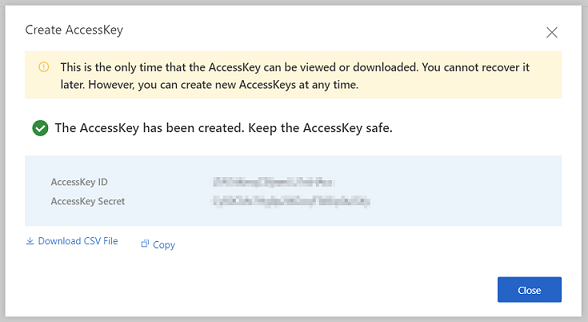 Create AccessKey
This is the only time that the AccessKey can be viewed or downloaded. You cannot recover it
later. However, you can create new AccessKeys at any time.
The AccessKey has been created. Keep the AccessKey safe.
AccessKey ID
AccessKey Secret
Download CSV File
Copy
Close